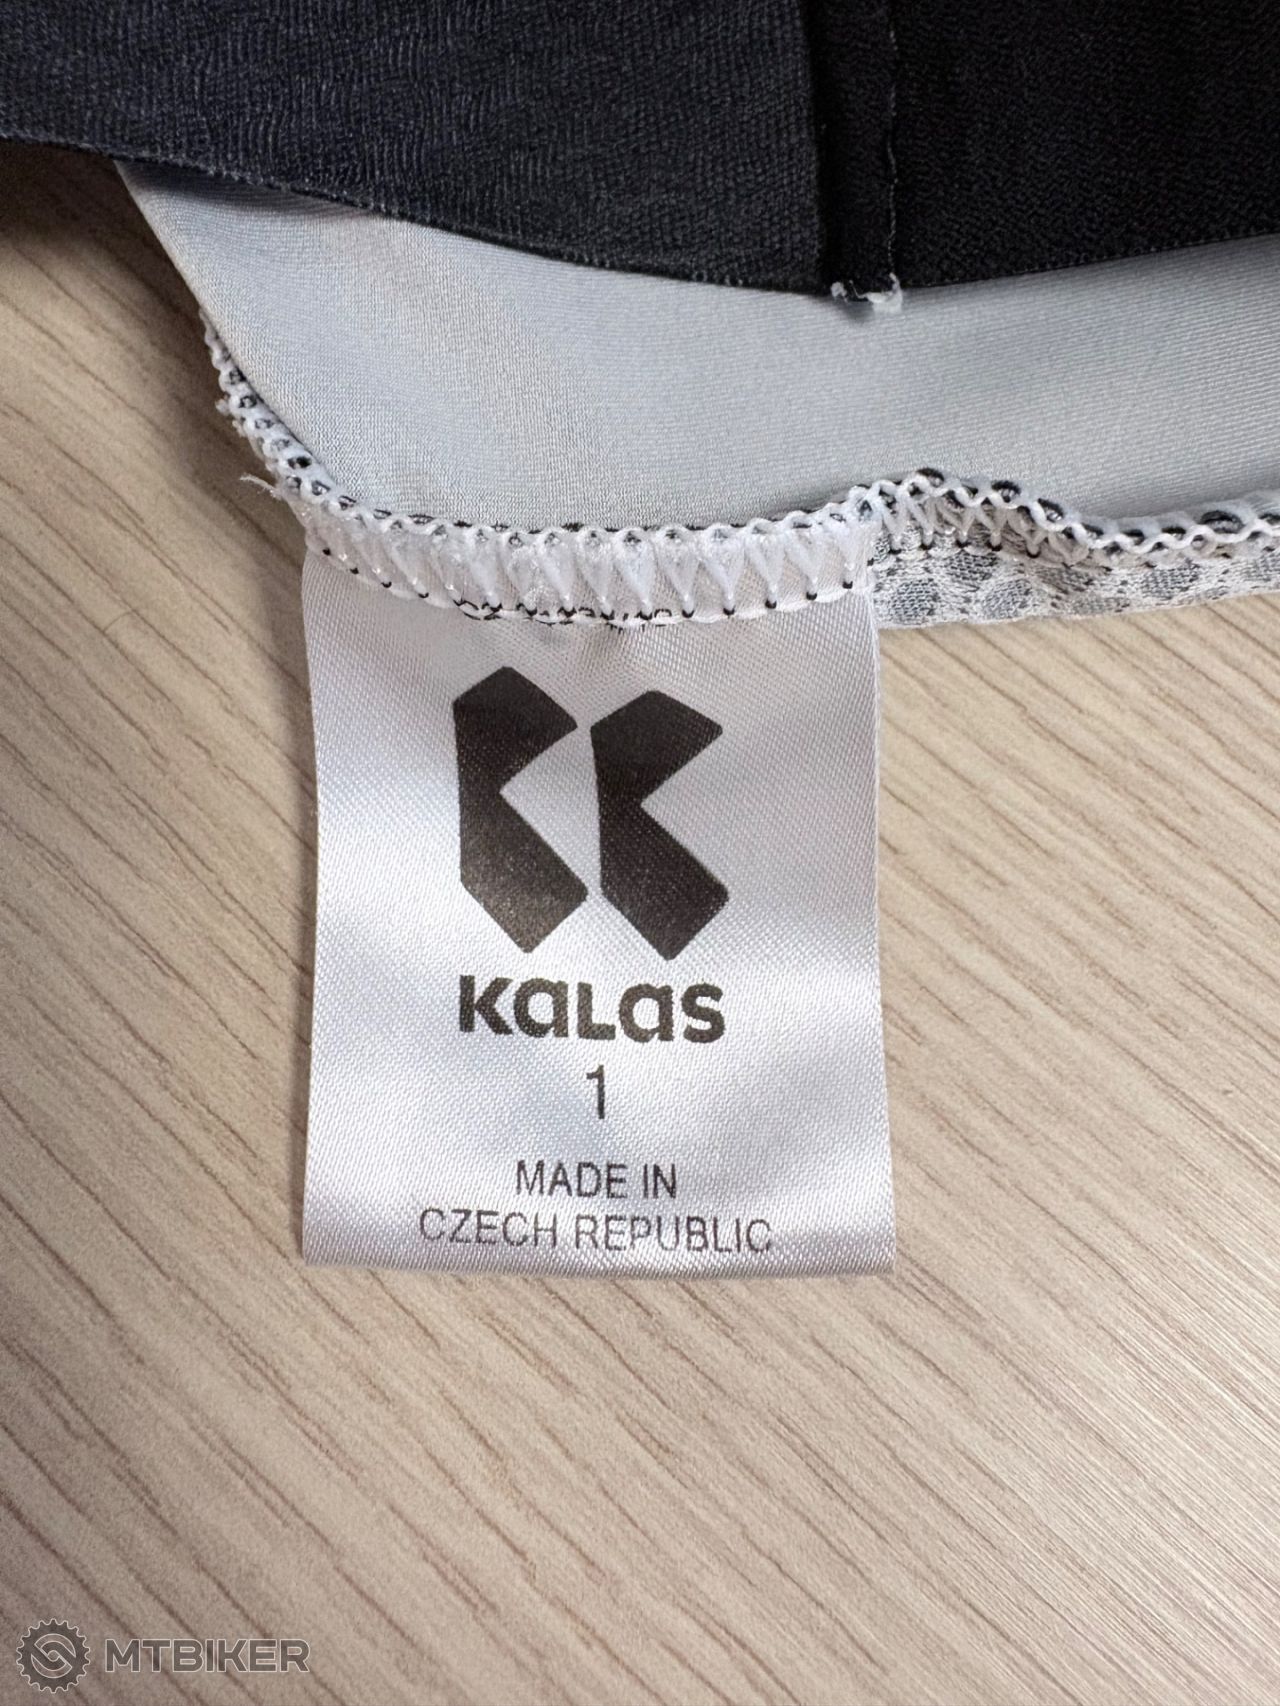 KALAS
1
MADE IN
CZECH REPUBLIC
MTBIKER